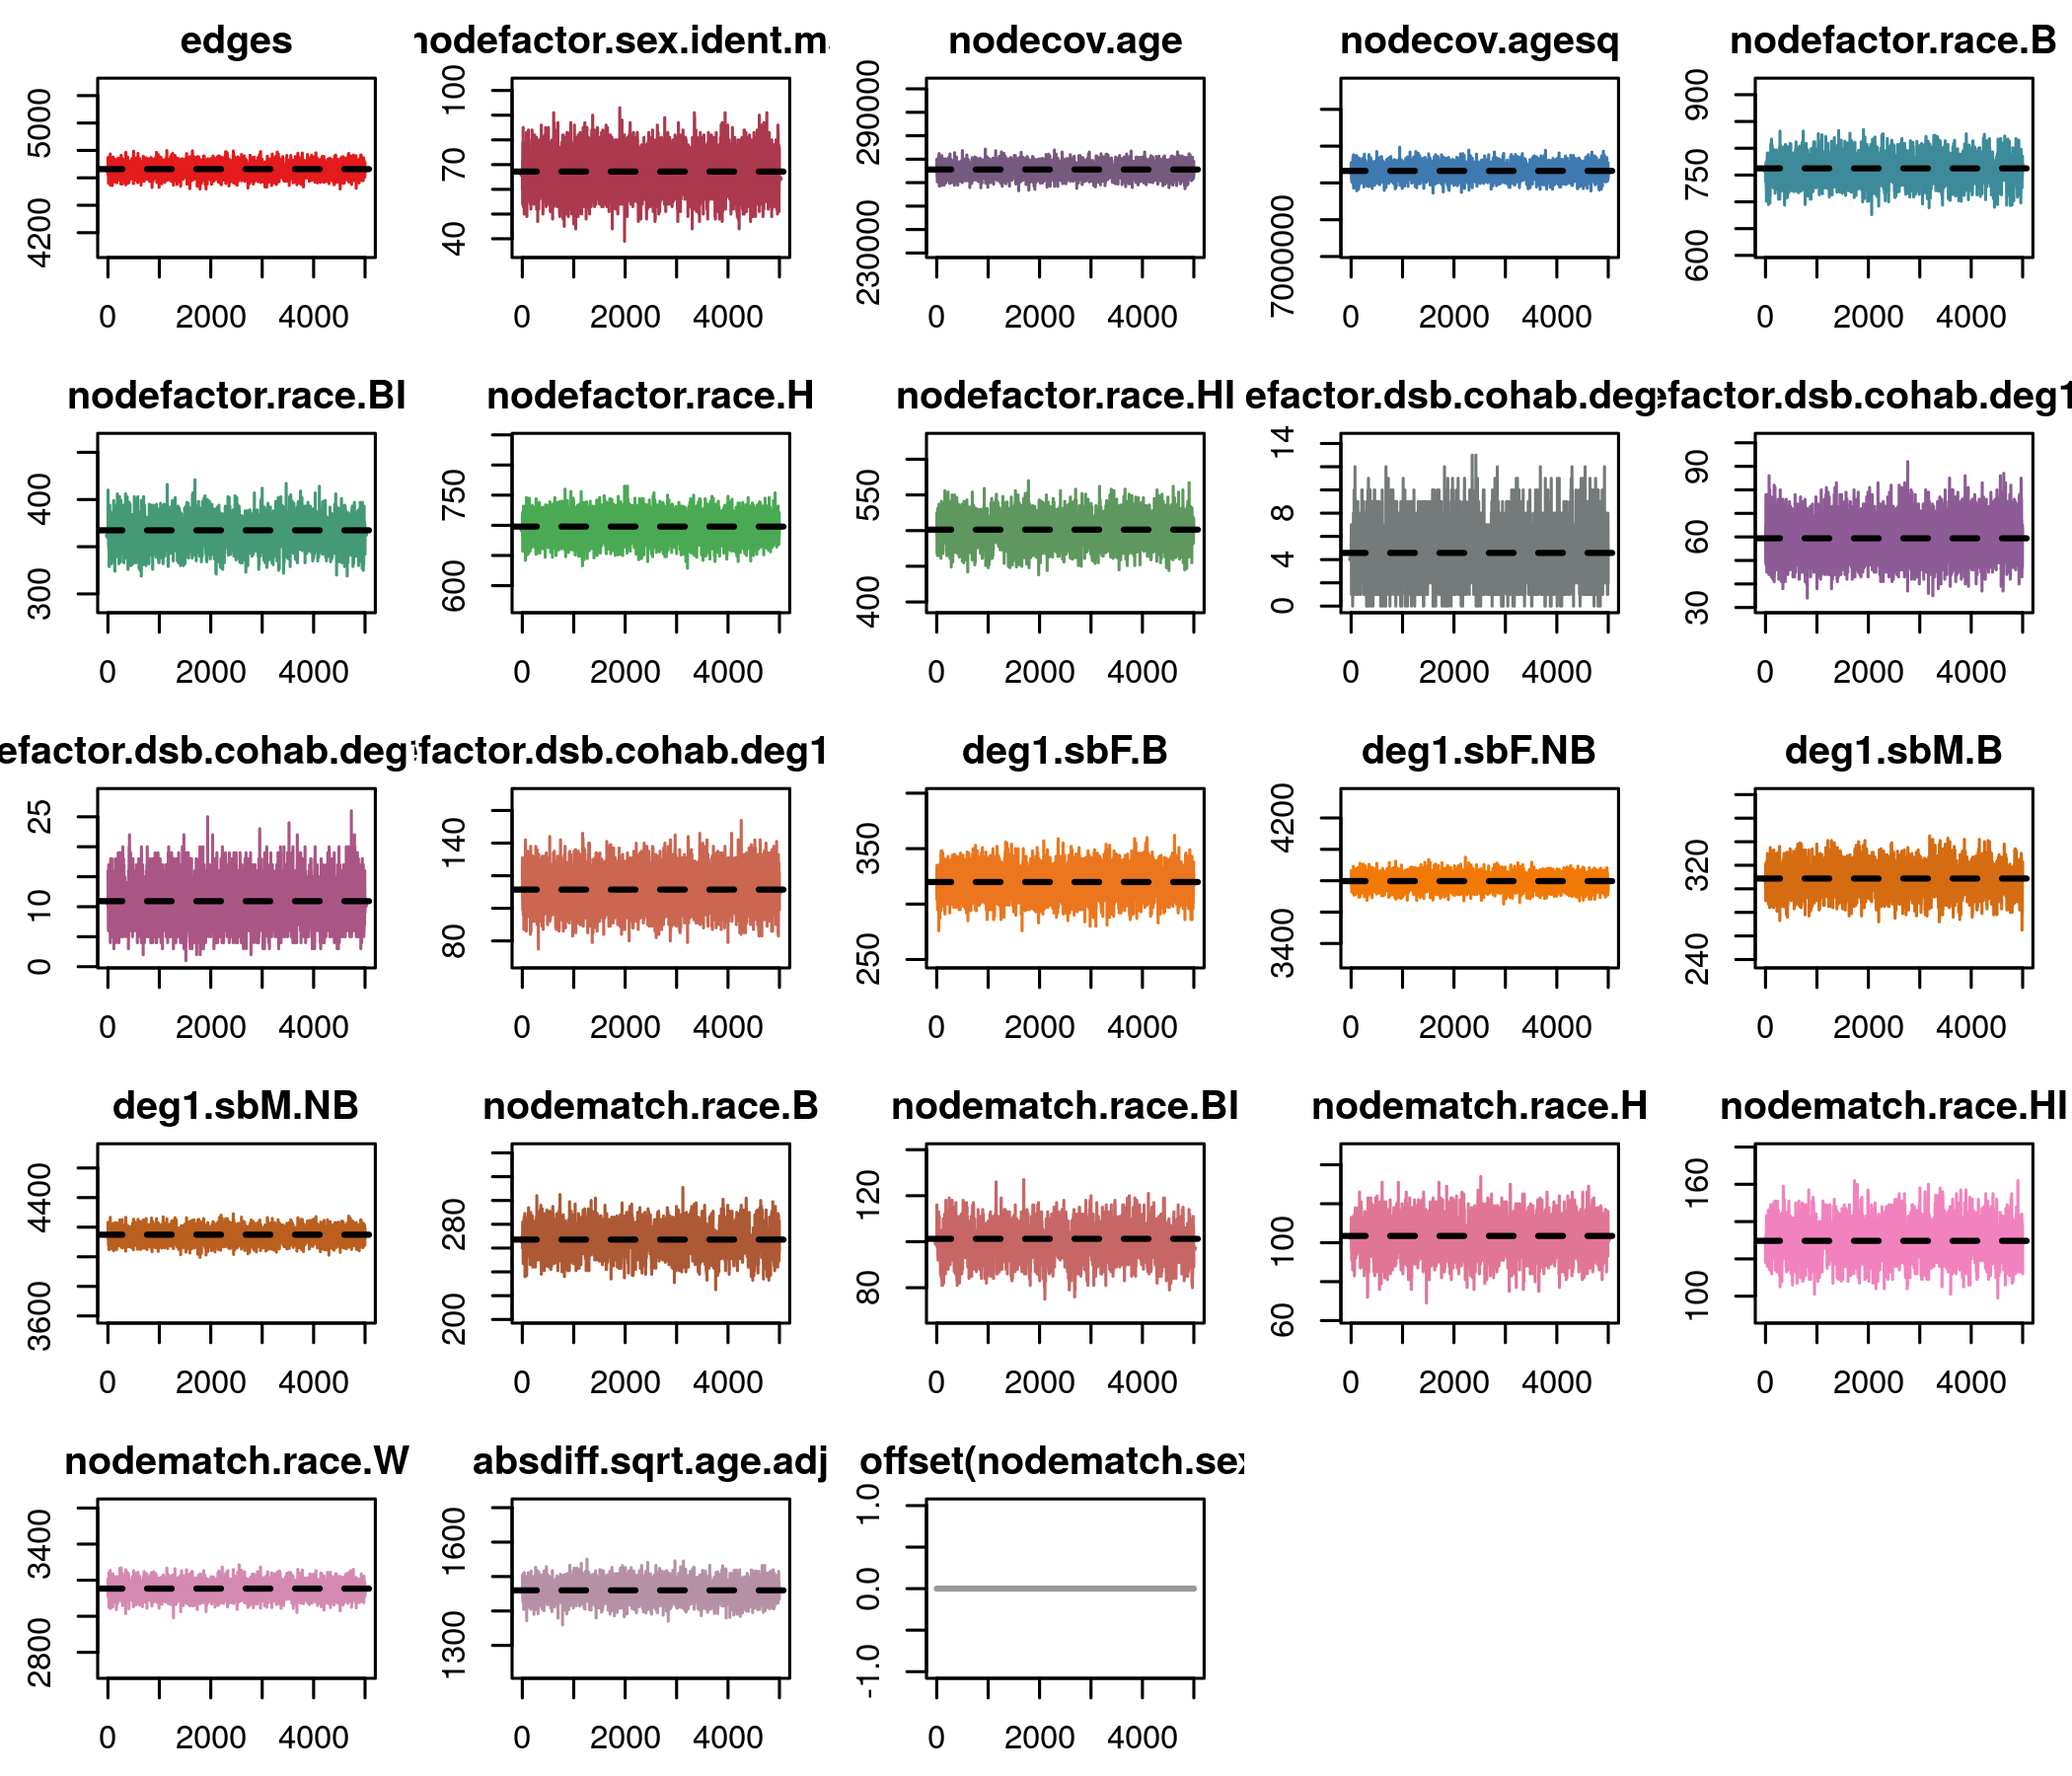 edges nodefactor.sex.ident.m nodecov.age nodecov.agesq nodefactor.race.B
4200 5000 40 70 100 230000 290000 7000000 600 750 900
0 2000 4000 0 2000 4000 0 2000 4000 0 2000 4000 0 2000 4000
nodefactor.race.BI nodefactor.race.H nodefactor.race.HI efactor.dsb.cohab.deg efactor.dsb.cohab.deg1
300 400 600 750 400 550 0 4 8 14 30 60 90
0 2000 4000 0 2000 4000 0 2000 4000 0 2000 4000 0 2000 4000
efactor.dsb.cohab.deg factor.dsb.cohab.deg1 deg1.sbF.B deg1.sbF.NB deg1.sbM.B
0 10 25 80 140 250 350 3400 4200 240 320
0 2000 4000 0 2000 4000 0 2000 4000 0 2000 4000 0 2000 4000
deg1.sbM.NB nodematch.race.B nodematch.race.BI nodematch.race.H nodematch.race.HI
3600 4400 200 280 80 120 60 100 100 160
0 2000 4000 0 2000 4000 0 2000 4000 0 2000 4000 0 2000 4000
nodematch.race.W absdiff.sqrt.age.adj offset(nodematch.sex
2800 3400 1300 1600 -1.0 0.0 1.0
0 2000 4000 0 2000 4000 0 2000 4000